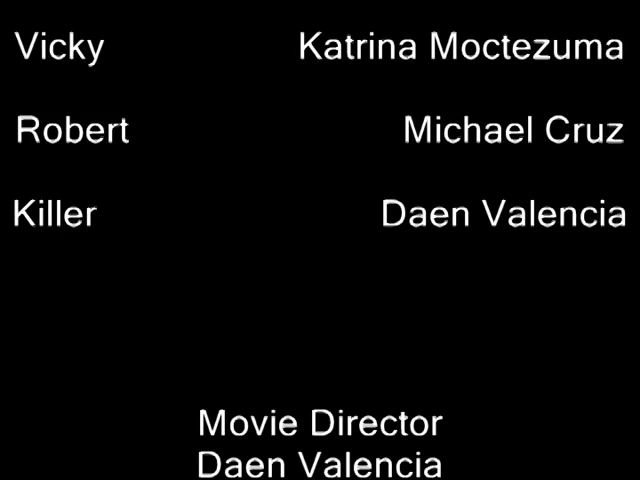 Vicky Katrina Moctezuma
Robert Michael Cruz
Killer Daen Valencia
Movie Director
Daen Valencia